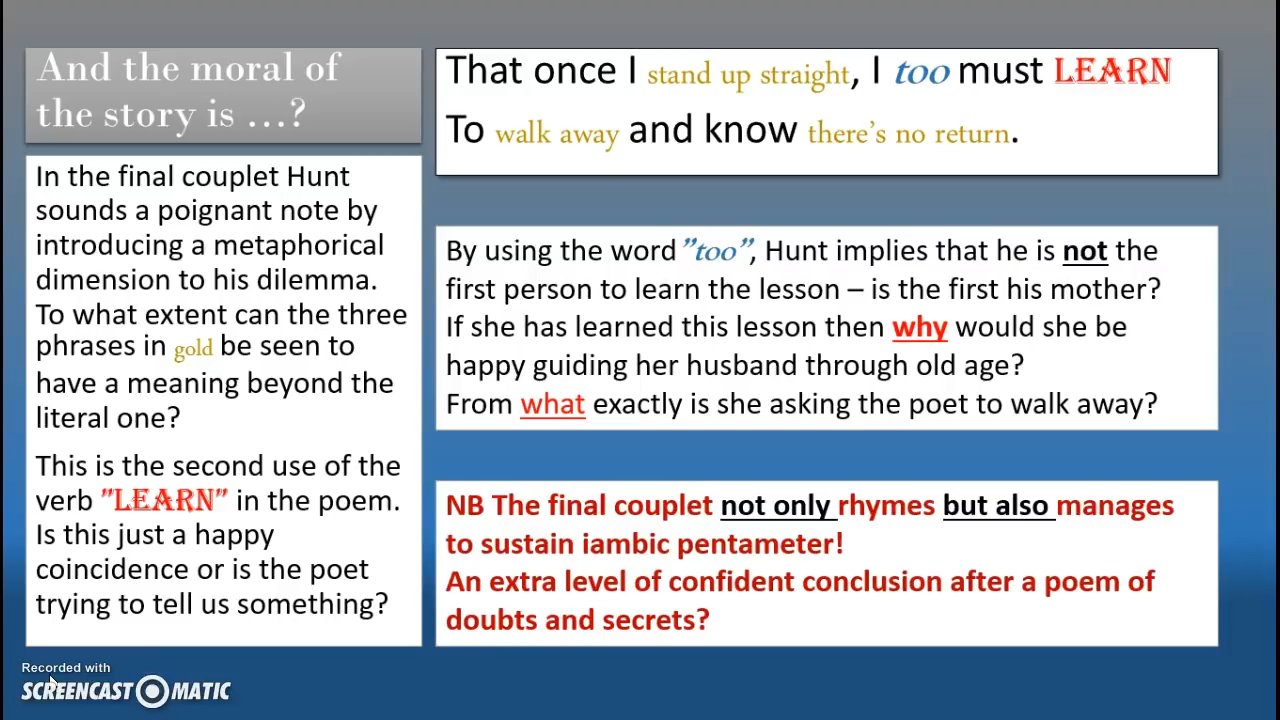 And the moral of
the story is …?
In the final couplet Hunt
sounds a poignant note by
introducing a metaphorical
dimension to his dilemma.
To what extent can the three
phrases in gold be seen to
have a meaning beyond the
literal one?
This is the second use of the
verb "LEARN" in the poem.
Is this just a happy
coincidence or is the poet
trying to tell us something?
That once I stand up straight, I too must LEARN
To walk away and know there's no return.
By using the word "too", Hunt implies that he is not the
first person to learn the lesson – is the first his mother?
If she has learned this lesson then why would she be
happy guiding her husband through old age?
From what exactly is she asking the poet to walk away?
NB The final couplet not only rhymes but also manages
to sustain iambic pentameter!
An extra level of confident conclusion after a poem of
doubts and secrets?
Recorded with
SCREENCAST O MATIC